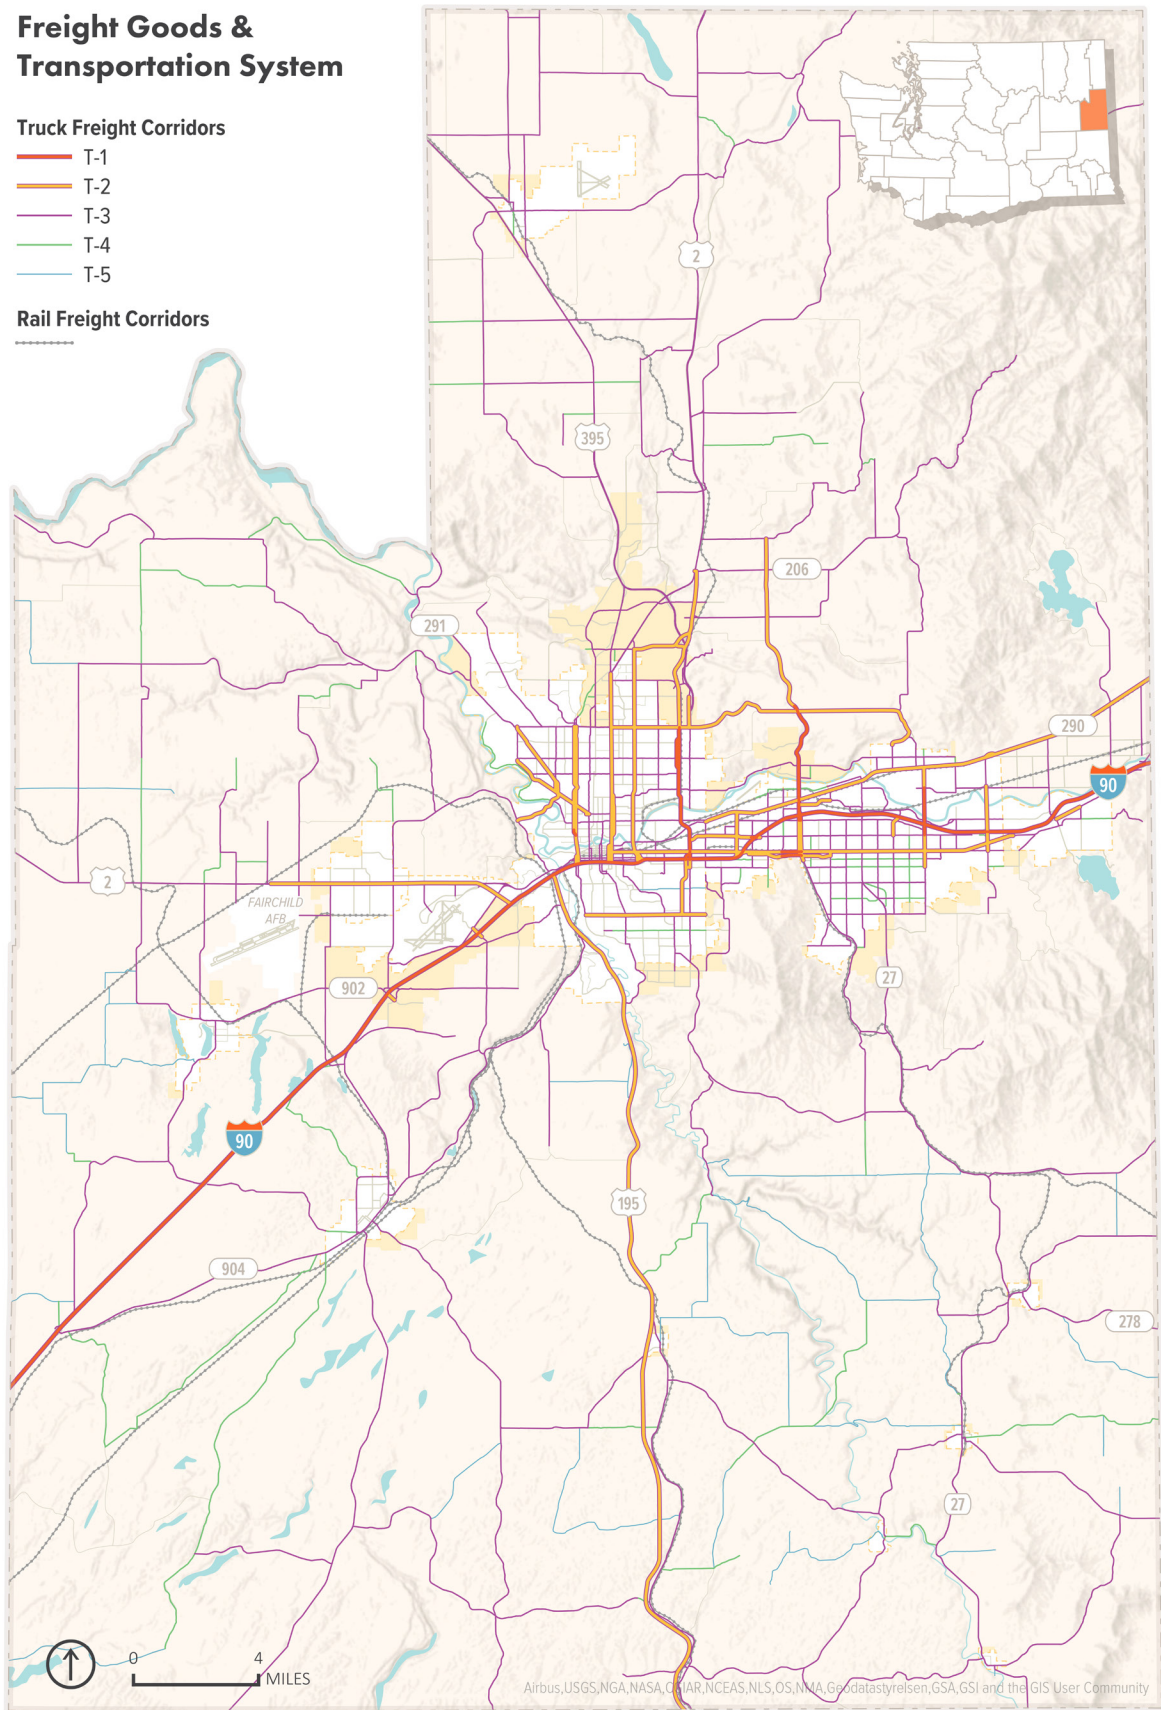 Freight Goods &
Transportation System
Truck Freight Corridors
T-1
T-2
T-3
T-4
T-5
Rail Freight Corridors
2
395
206
291
290
90
2
FAIRCHILD
AFB
902
27
90
195
904
278
27
0 4
MILES
Airbus,USGS,NGA,NASA,CGIAR,NCEAS,NLS,OS,NMA,Geodatastyrelsen,GSA,GSI and the GIS User Community